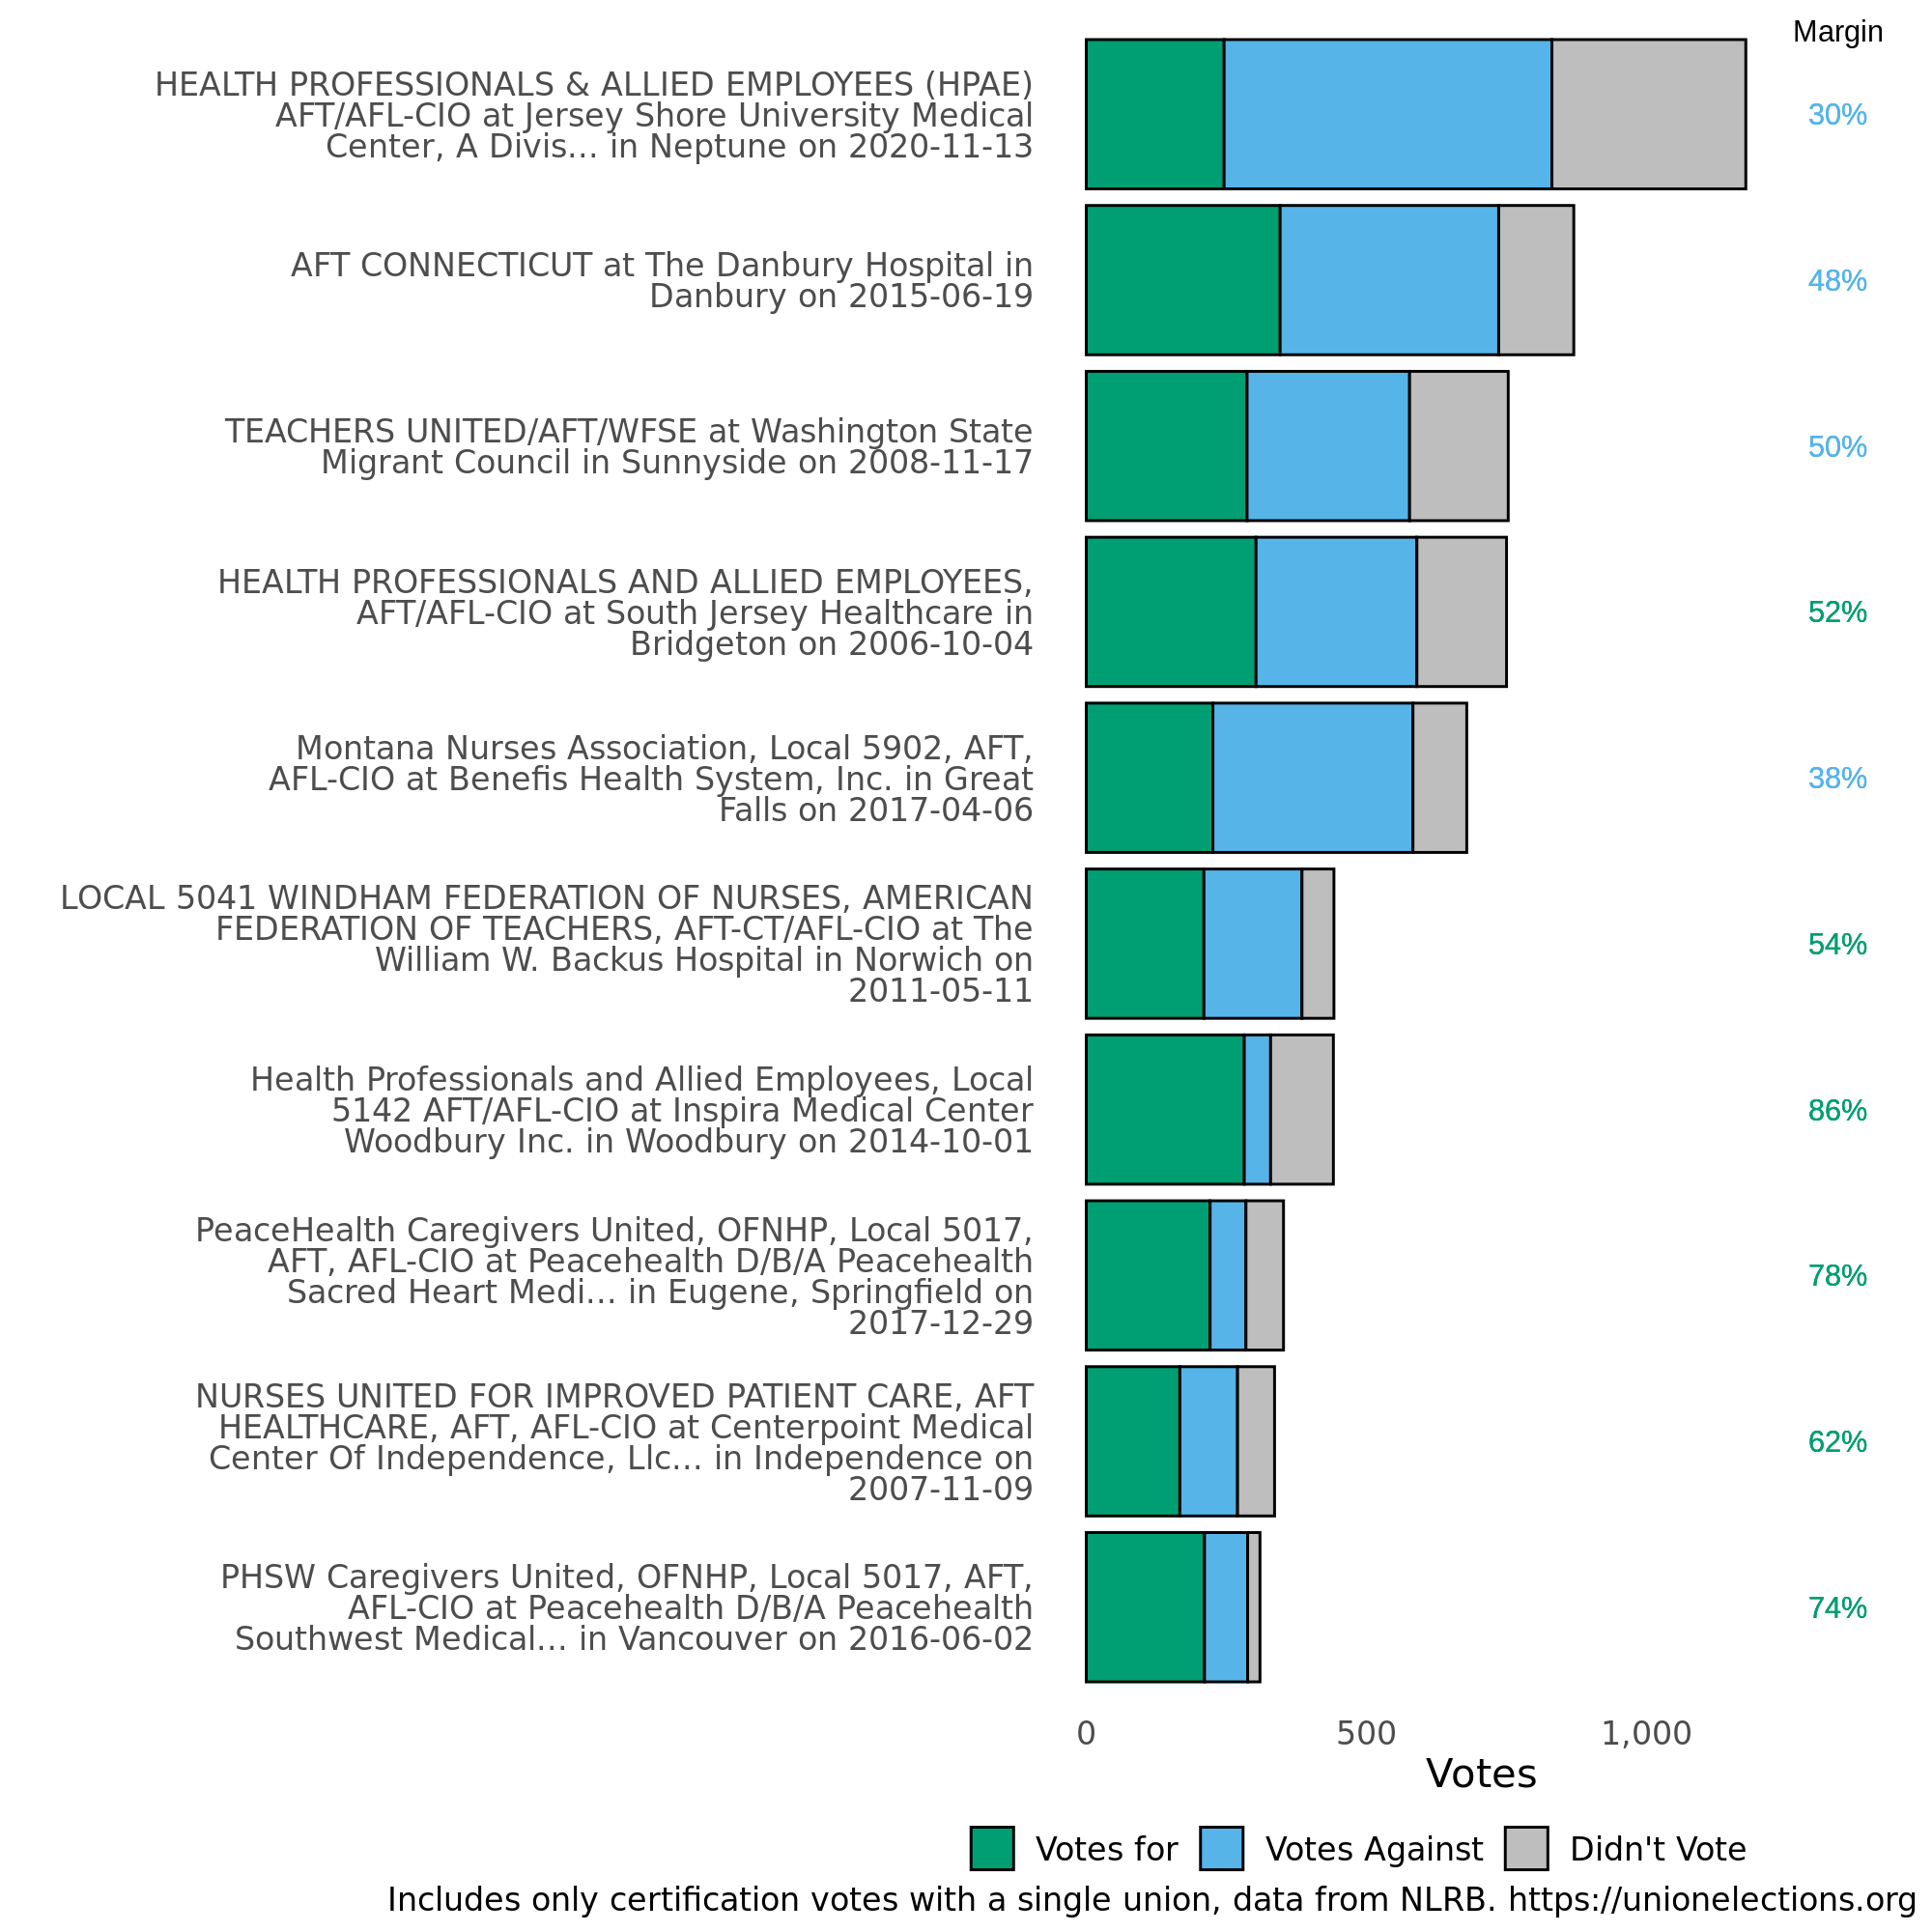 Margin
HEALTH PROFESSIONALS & ALLIED EMPLOYEES (HPAE)
AFT/AFL-CIO at Jersey Shore University Medical
Center, A Divis... in Neptune on 2020-11-13
30%
AFT CONNECTICUT at The Danbury Hospital in
Danbury on 2015-06-19
48%
TEACHERS UNITED/AFT/WFSE at Washington State
Migrant Council in Sunnyside on 2008-11-17
50%
HEALTH PROFESSIONALS AND ALLIED EMPLOYEES,
AFT/AFL-CIO at South Jersey Healthcare in
Bridgeton on 2006-10-04
52%
Montana Nurses Association, Local 5902, AFT,
AFL-CIO at Benefis Health System, Inc. in Great
Falls on 2017-04-06
38%
LOCAL 5041 WINDHAM FEDERATION OF NURSES, AMERICAN
FEDERATION OF TEACHERS, AFT-CT/AFL-CIO at The
William W. Backus Hospital in Norwich on
2011-05-11
54%
Health Professionals and Allied Employees, Local
5142 AFT/AFL-CIO at Inspira Medical Center
Woodbury Inc. in Woodbury on 2014-10-01
86%
PeaceHealth Caregivers United, OFNHP, Local 5017,
AFT, AFL-CIO at Peacehealth D/B/A Peacehealth
Sacred Heart Medi... in Eugene, Springfield on
2017-12-29
78%
NURSES UNITED FOR IMPROVED PATIENT CARE, AFT
HEALTHCARE, AFT, AFL-CIO at Centerpoint Medical
Center Of Independence, Llc... in Independence on
2007-11-09
62%
PHSW Caregivers United, OFNHP, Local 5017, AFT,
AFL-CIO at Peacehealth D/B/A Peacehealth
Southwest Medical... in Vancouver on 2016-06-02
74%
0 500 1,000
Votes
Votes for Votes Against Didn't Vote
Includes only certification votes with a single union, data from NLRB. https://unionelections.org